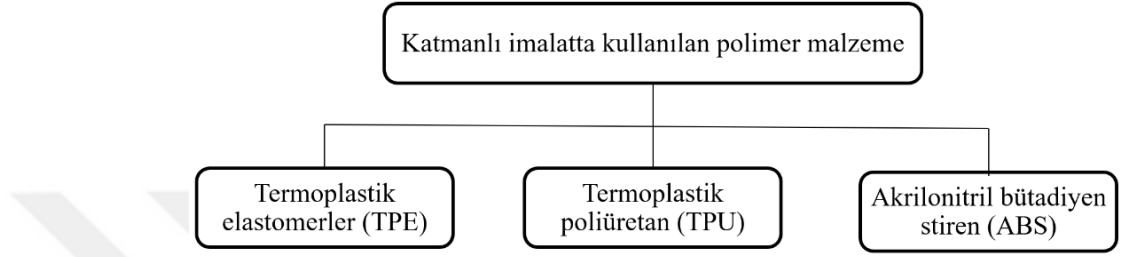 Katmanlı imalatta kullanılan polimer malzeme
Termoplastik
elastomerler (TPE)
Termoplastik
poliüretan (TPU)
Akrilonitril bütadiyen
stiren (ABS)